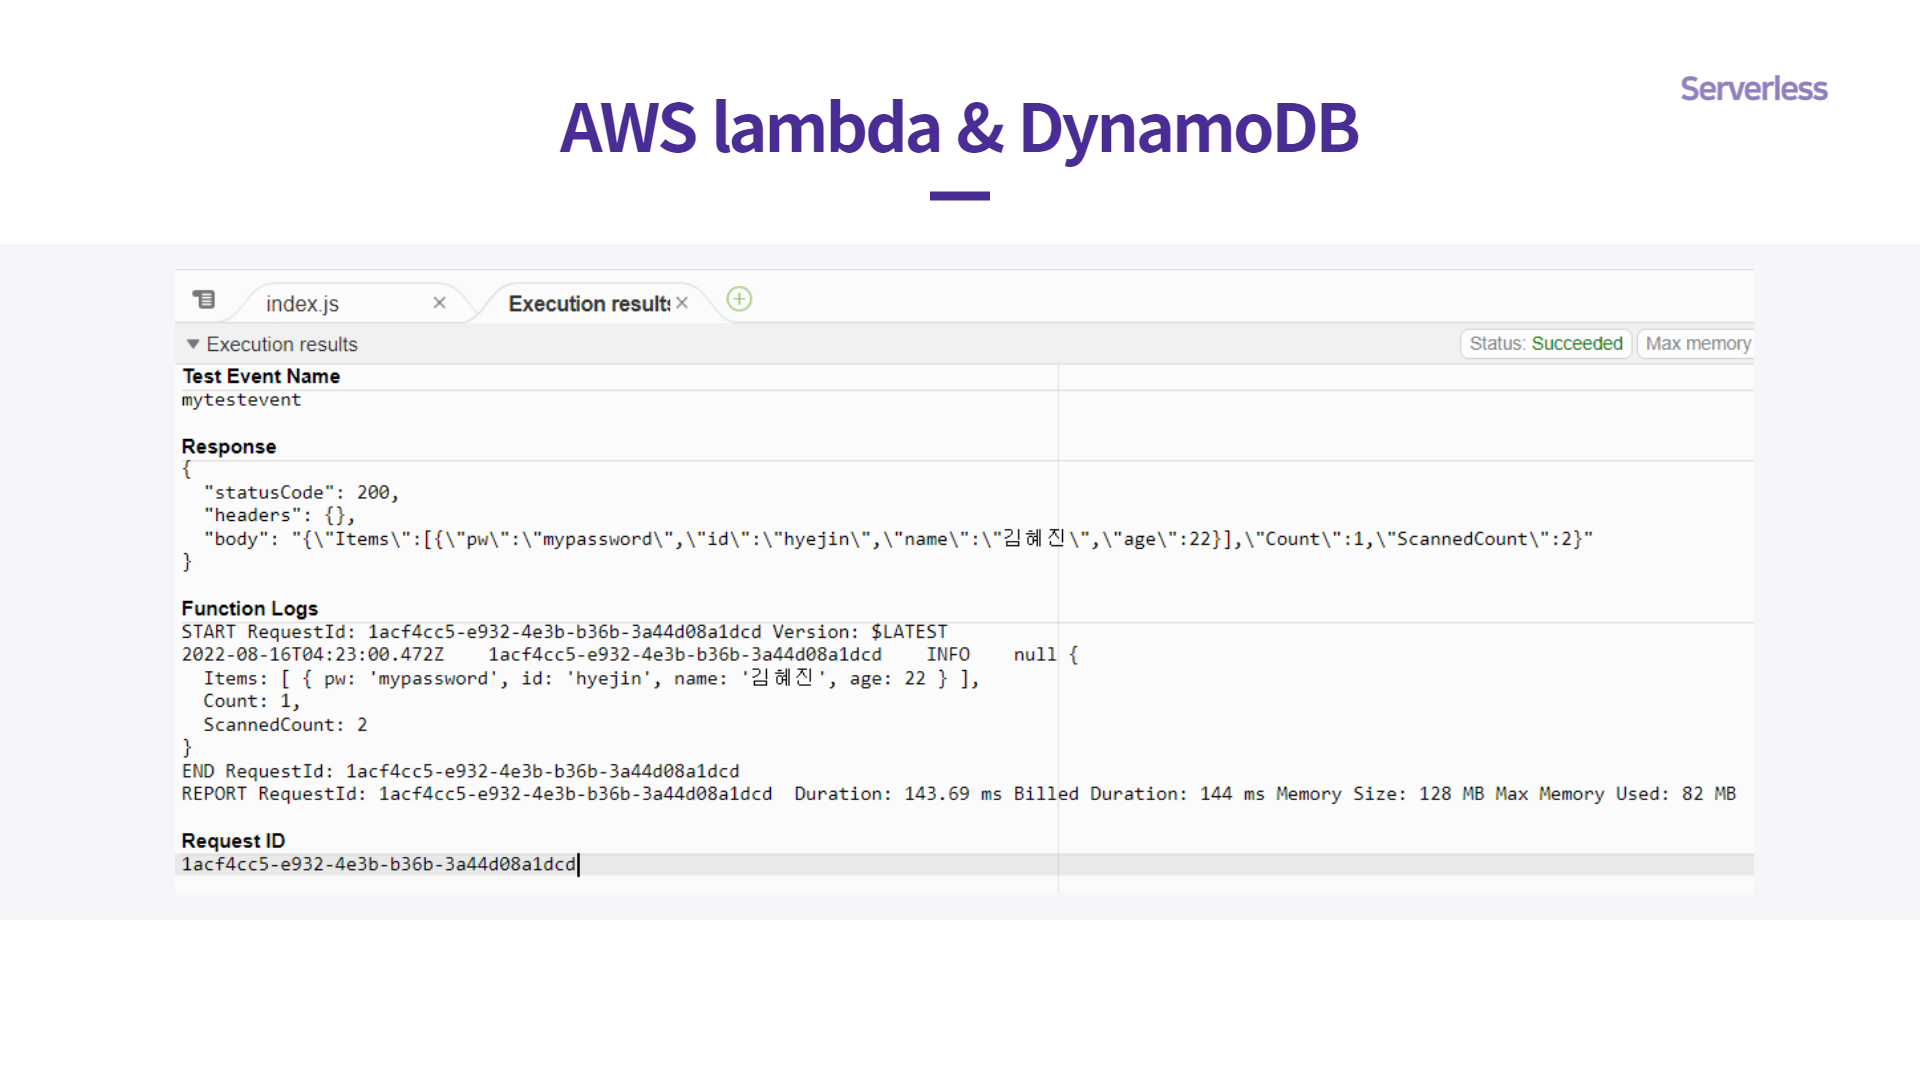 Serverless
AWS lambda & DynamoDB
index.js
Execution results
Execution results
Status: Succeeded
Max memory
Test Event Name
mytestevent
Response
{
"statusCode": 200,
"headers": {},
"body": "{\"Items\":[{\"pw\":\"mypassword\",\"id\":\"hyejin\",\"name\":\"김혜진\",\"age\":22}],\"Count\":1,\"ScannedCount\":2}"
}
Function Logs
START RequestId: 1acf4cc5-e932-4e3b-b36b-3a44d08a1dcd Version: $LATEST
2022-08-16T04:23:00.472Z    1acf4cc5-e932-4e3b-b36b-3a44d08a1dcd    INFO    null {
Items: [ { pw: 'mypassword', id: 'hyejin', name: '김혜진', age: 22 } ],
Count: 1,
ScannedCount: 2
}
END RequestId: 1acf4cc5-e932-4e3b-b36b-3a44d08a1dcd
REPORT RequestId: 1acf4cc5-e932-4e3b-b36b-3a44d08a1dcd  Duration: 143.69 ms Billed Duration: 144 ms Memory Size: 128 MB Max Memory Used: 82 MB
Request ID
1acf4cc5-e932-4e3b-b36b-3a44d08a1dcd